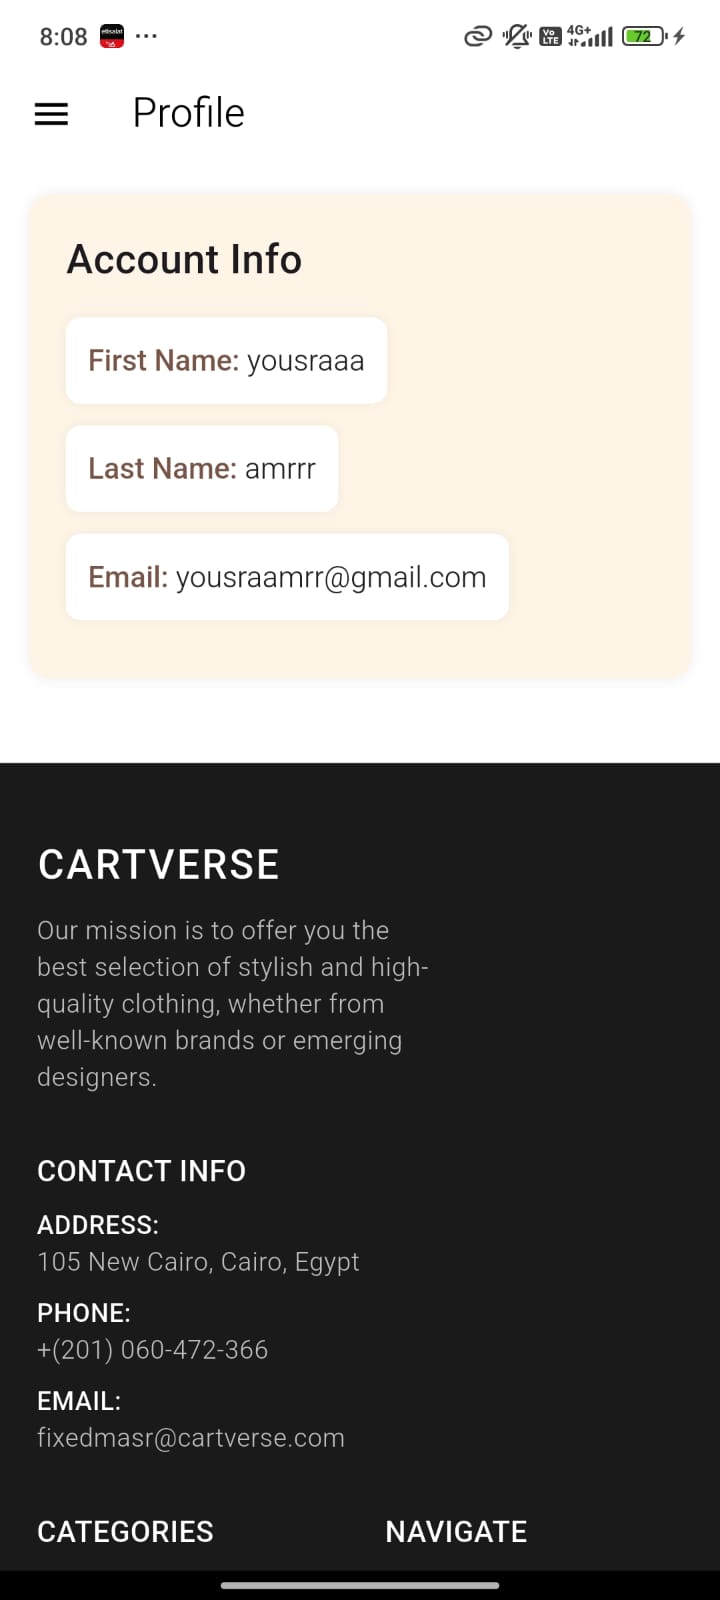 8:08
Vo
LTE
4G+
72
Profile
Account Info
First Name: yousraaa
Last Name: amrrr
Email: yousraamrr@gmail.com
CARTVERSE
Our mission is to offer you the
best selection of stylish and high-
quality clothing, whether from
well-known brands or emerging
designers.
CONTACT INFO
ADDRESS:
105 New Cairo, Cairo, Egypt
PHONE:
+(201) 060-472-366
EMAIL:
fixedmasr@cartverse.com
CATEGORIES
NAVIGATE